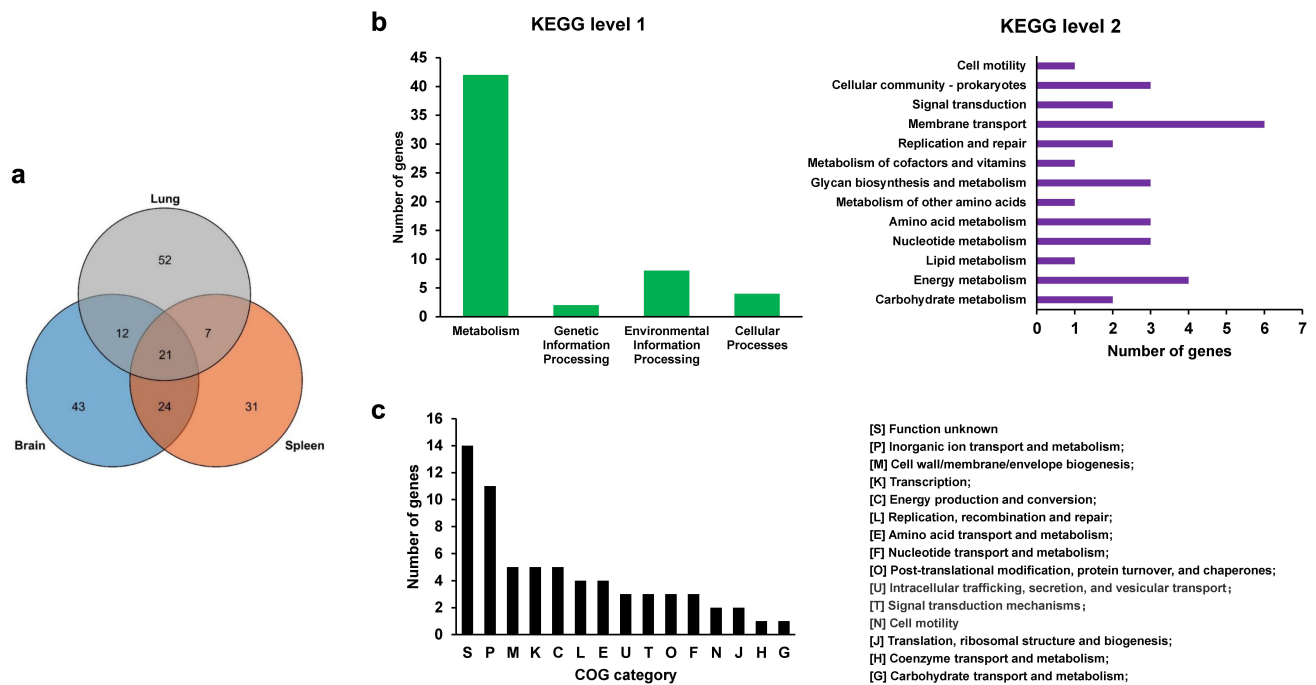 a
Lung
52
12
7
21
43
24
31
Brain
Spleen
b
KEGG level 1
Number of genes
45
40
35
30
25
20
15
10
5
0
Metabolism
Genetic
Information
Processing
Environmental
Information
Processing
Cellular
Processes
KEGG level 2
Cell motility
Cellular community - prokaryotes
Signal transduction
Membrane transport
Replication and repair
Metabolism of cofactors and vitamins
Glycan biosynthesis and metabolism
Metabolism of other amino acids
Amino acid metabolism
Nucleotide metabolism
Lipid metabolism
Energy metabolism
Carbohydrate metabolism
0 1 2 3 4 5 6 7
Number of genes
c
Number of genes
16
14
12
10
8
6
4
2
0
S P M K C L E U T O F N J H G
COG category
[S] Function unknown
[P] Inorganic ion transport and metabolism;
[M] Cell wall/membrane/envelope biogenesis;
[K] Transcription;
[C] Energy production and conversion;
[L] Replication, recombination and repair;
[E] Amino acid transport and metabolism;
[F] Nucleotide transport and metabolism;
[O] Post-translational modification, protein turnover, and chaperones;
[U] Intracellular trafficking, secretion, and vesicular transport;
[T] Signal transduction mechanisms;
[N] Cell motility
[J] Translation, ribosomal structure and biogenesis;
[H] Coenzyme transport and metabolism;
[G] Carbohydrate transport and metabolism;